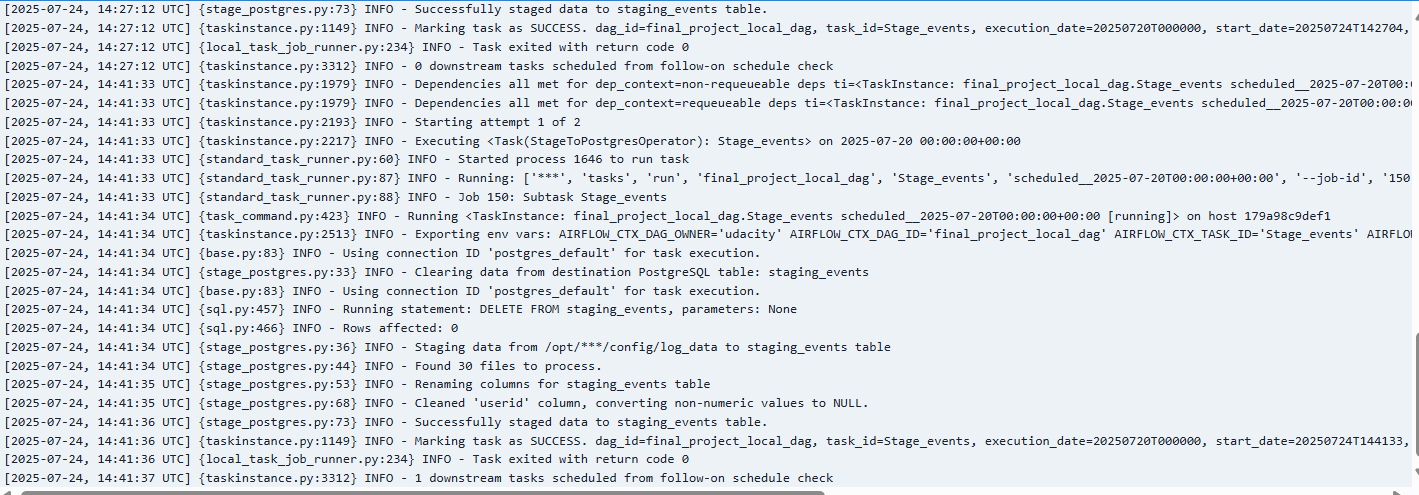 [2025-07-24, 14:27:12 UTC] {stage_postgres.py:73} INFO - Successfully staged data to staging_events table.
[2025-07-24, 14:27:12 UTC] {taskinstance.py:1149} INFO - Marking task as SUCCESS. dag_id=final_project_local_dag, task_id=Stage_events, execution_date=20250720T000000, start_date=20250724T142704,
[2025-07-24, 14:27:12 UTC] {local_task_job_runner.py:234} INFO - Task exited with return code 0
[2025-07-24, 14:27:12 UTC] {taskinstance.py:3312} INFO - 0 downstream tasks scheduled from follow-on schedule check
[2025-07-24, 14:41:33 UTC] {taskinstance.py:1979} INFO - Dependencies all met for dep_context=non-requeueable deps ti=<TaskInstance: final_project_local_dag.Stage_events scheduled__2025-07-20T00:
[2025-07-24, 14:41:33 UTC] {taskinstance.py:1979} INFO - Dependencies all met for dep_context=requeueable deps ti=<TaskInstance: final_project_local_dag.Stage_events scheduled__2025-07-20T00:00:0
[2025-07-24, 14:41:33 UTC] {taskinstance.py:2193} INFO - Starting attempt 1 of 2
[2025-07-24, 14:41:33 UTC] {taskinstance.py:2217} INFO - Executing <Task(StageToPostgresOperator): Stage_events> on 2025-07-20 00:00:00+00:00
[2025-07-24, 14:41:33 UTC] {standard_task_runner.py:60} INFO - Started process 1646 to run task
[2025-07-24, 14:41:33 UTC] {standard_task_runner.py:87} INFO - Running: ['***', 'tasks', 'run', 'final_project_local_dag', 'Stage_events', 'scheduled__2025-07-20T00:00:00+00:00', '--job-id', '150
[2025-07-24, 14:41:33 UTC] {standard_task_runner.py:88} INFO - Job 150: Subtask Stage_events
[2025-07-24, 14:41:34 UTC] {task_command.py:423} INFO - Running <TaskInstance: final_project_local_dag.Stage_events scheduled__2025-07-20T00:00:00+00:00 [running]> on host 179a98c9def1
[2025-07-24, 14:41:34 UTC] {taskinstance.py:2513} INFO - Exporting env vars: AIRFLOW_CTX_DAG_OWNER='udacity' AIRFLOW_CTX_DAG_ID='final_project_local_dag' AIRFLOW_CTX_TASK_ID='Stage_events' AIRFLO
[2025-07-24, 14:41:34 UTC] {base.py:83} INFO - Using connection ID 'postgres_default' for task execution.
[2025-07-24, 14:41:34 UTC] {stage_postgres.py:33} INFO - Clearing data from destination PostgreSQL table: staging_events
[2025-07-24, 14:41:34 UTC] {base.py:83} INFO - Using connection ID 'postgres_default' for task execution.
[2025-07-24, 14:41:34 UTC] {sql.py:457} INFO - Running statement: DELETE FROM staging_events, parameters: None
[2025-07-24, 14:41:34 UTC] {sql.py:466} INFO - Rows affected: 0
[2025-07-24, 14:41:34 UTC] {stage_postgres.py:36} INFO - Staging data from /opt/***/config/log_data to staging_events table
[2025-07-24, 14:41:34 UTC] {stage_postgres.py:44} INFO - Found 30 files to process.
[2025-07-24, 14:41:35 UTC] {stage_postgres.py:53} INFO - Renaming columns for staging_events table
[2025-07-24, 14:41:35 UTC] {stage_postgres.py:68} INFO - Cleaned 'userid' column, converting non-numeric values to NULL.
[2025-07-24, 14:41:36 UTC] {stage_postgres.py:73} INFO - Successfully staged data to staging_events table.
[2025-07-24, 14:41:36 UTC] {taskinstance.py:1149} INFO - Marking task as SUCCESS. dag_id=final_project_local_dag, task_id=Stage_events, execution_date=20250720T000000, start_date=20250724T144133,
[2025-07-24, 14:41:36 UTC] {local_task_job_runner.py:234} INFO - Task exited with return code 0
[2025-07-24, 14:41:37 UTC] {taskinstance.py:3312} INFO - 1 downstream tasks scheduled from follow-on schedule check